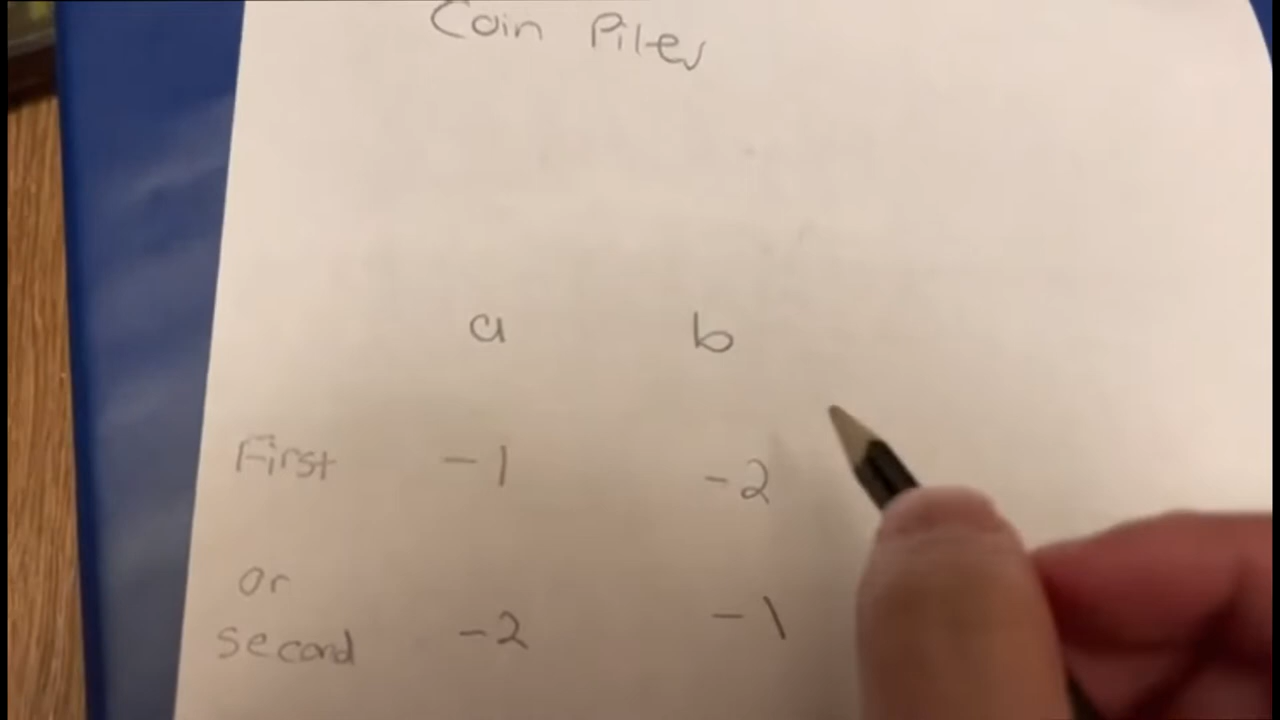 Coin Piles
a b
First -1 -2
or
second -2 -1